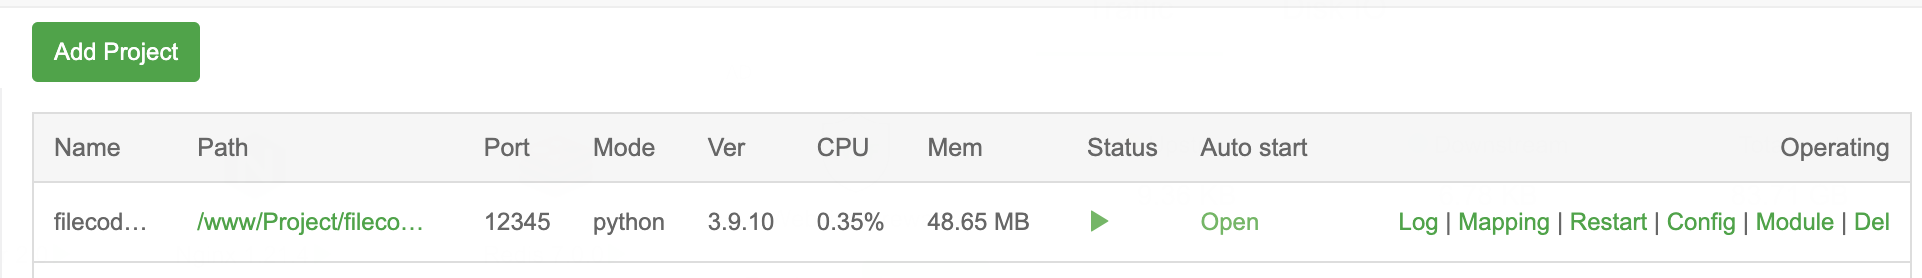 Add Project
Name Path Port Mode Ver CPU Mem Status Auto start Operating
filecod... /www/Project/fileco... 12345 python 3.9.10 0.35% 48.65 MB Open Log | Mapping | Restart | Config | Module | Del